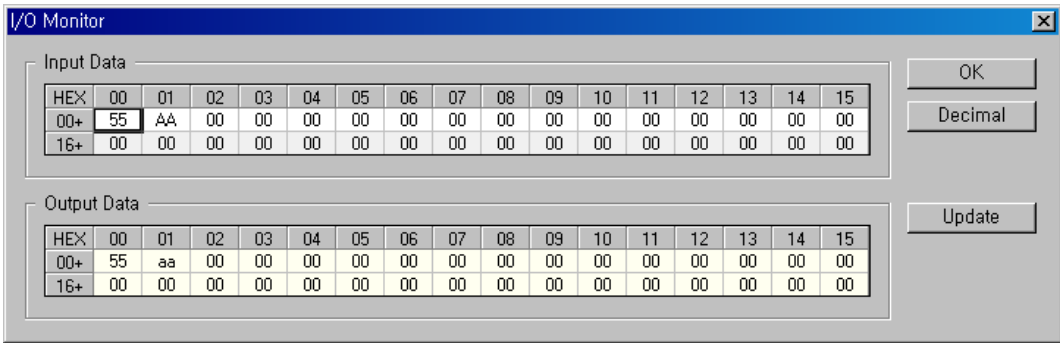 I/O Monitor
Input Data
OK
HEX 00 01 02 03 04 05 06 07 08 09 10 11 12 13 14 15
00+ 55 AA 00 00 00 00 00 00 00 00 00 00 00 00 00 00
Decimal
16+ 00 00 00 00 00 00 00 00 00 00 00 00 00 00 00 00
Output Data
Update
HEX 00 01 02 03 04 05 06 07 08 09 10 11 12 13 14 15
00+ 55 aa 00 00 00 00 00 00 00 00 00 00 00 00 00 00
16+ 00 00 00 00 00 00 00 00 00 00 00 00 00 00 00 00